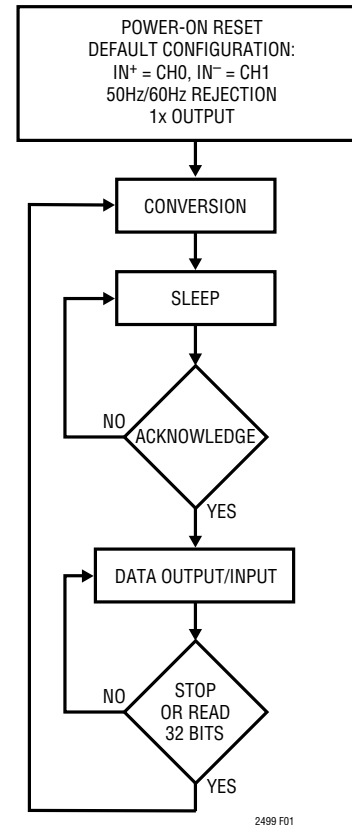 POWER-ON RESET
DEFAULT CONFIGURATION:
IN⁺ = CH0, IN⁻ = CH1
50Hz/60Hz REJECTION
1x OUTPUT
CONVERSION
SLEEP
NO
ACKNOWLEDGE
YES
DATA OUTPUT/INPUT
NO
STOP
OR READ
32 BITS
YES
2499 F01